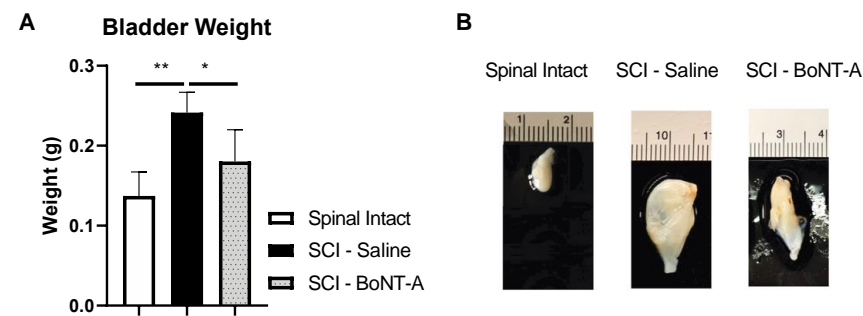 A
Bladder Weight
** *
0.3
0.2
0.1
0.0
Weight (g)
Spinal Intact
SCI - Saline
SCI - BoNT-A
B
Spinal Intact SCI - Saline SCI - BoNT-A
1 2
10 1
3 4